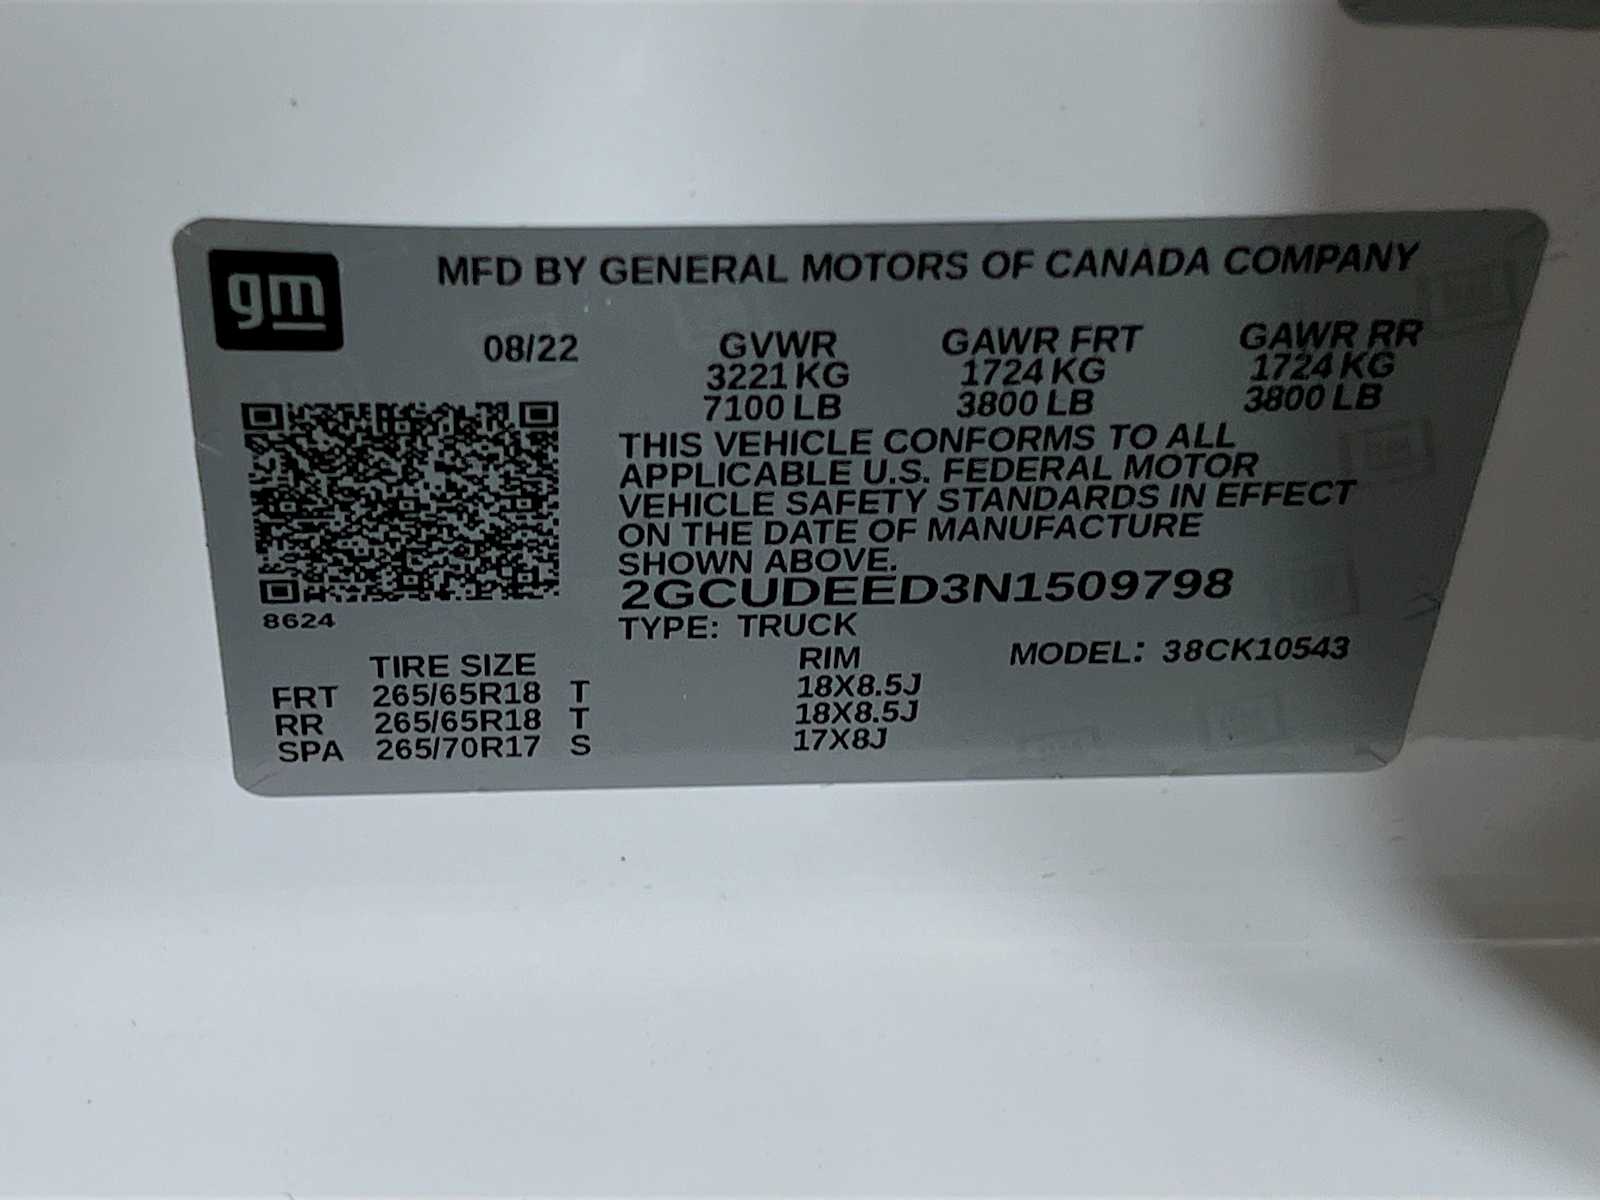 gm
MFD BY GENERAL MOTORS OF CANADA COMPANY
08/22 GVWR GAWR FRT GAWR RR
3221 KG 1724 KG 1724 KG
7100 LB 3800 LB 3800 LB
THIS VEHICLE CONFORMS TO ALL
APPLICABLE U.S. FEDERAL MOTOR
VEHICLE SAFETY STANDARDS IN EFFECT
ON THE DATE OF MANUFACTURE
SHOWN ABOVE.
2GCUDEED3N1509798
8624
TYPE: TRUCK
TIRE SIZE RIM MODEL: 38CK10543
FRT 265/65R18 T 18X8.5J
RR 265/65R18 T 18X8.5J
SPA 265/70R17 S 17X8J